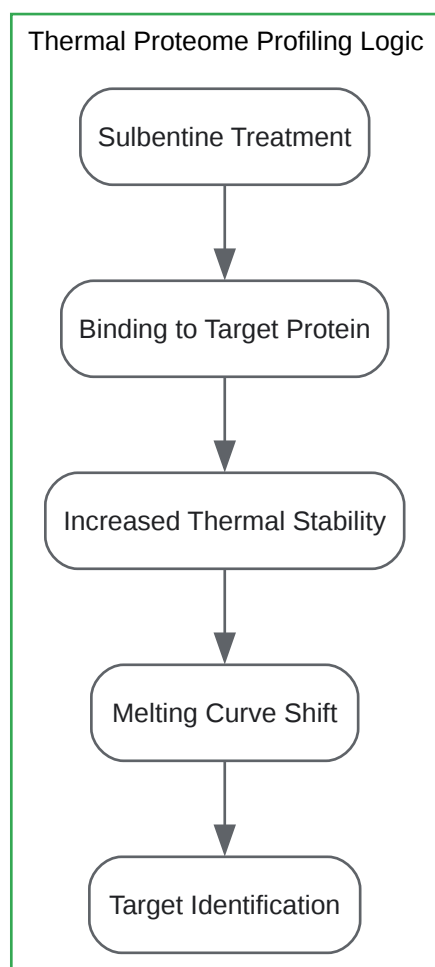 Thermal Proteome Profiling Logic
Sulbentine Treatment
Binding to Target Protein
Increased Thermal Stability
Melting Curve Shift
Target Identification